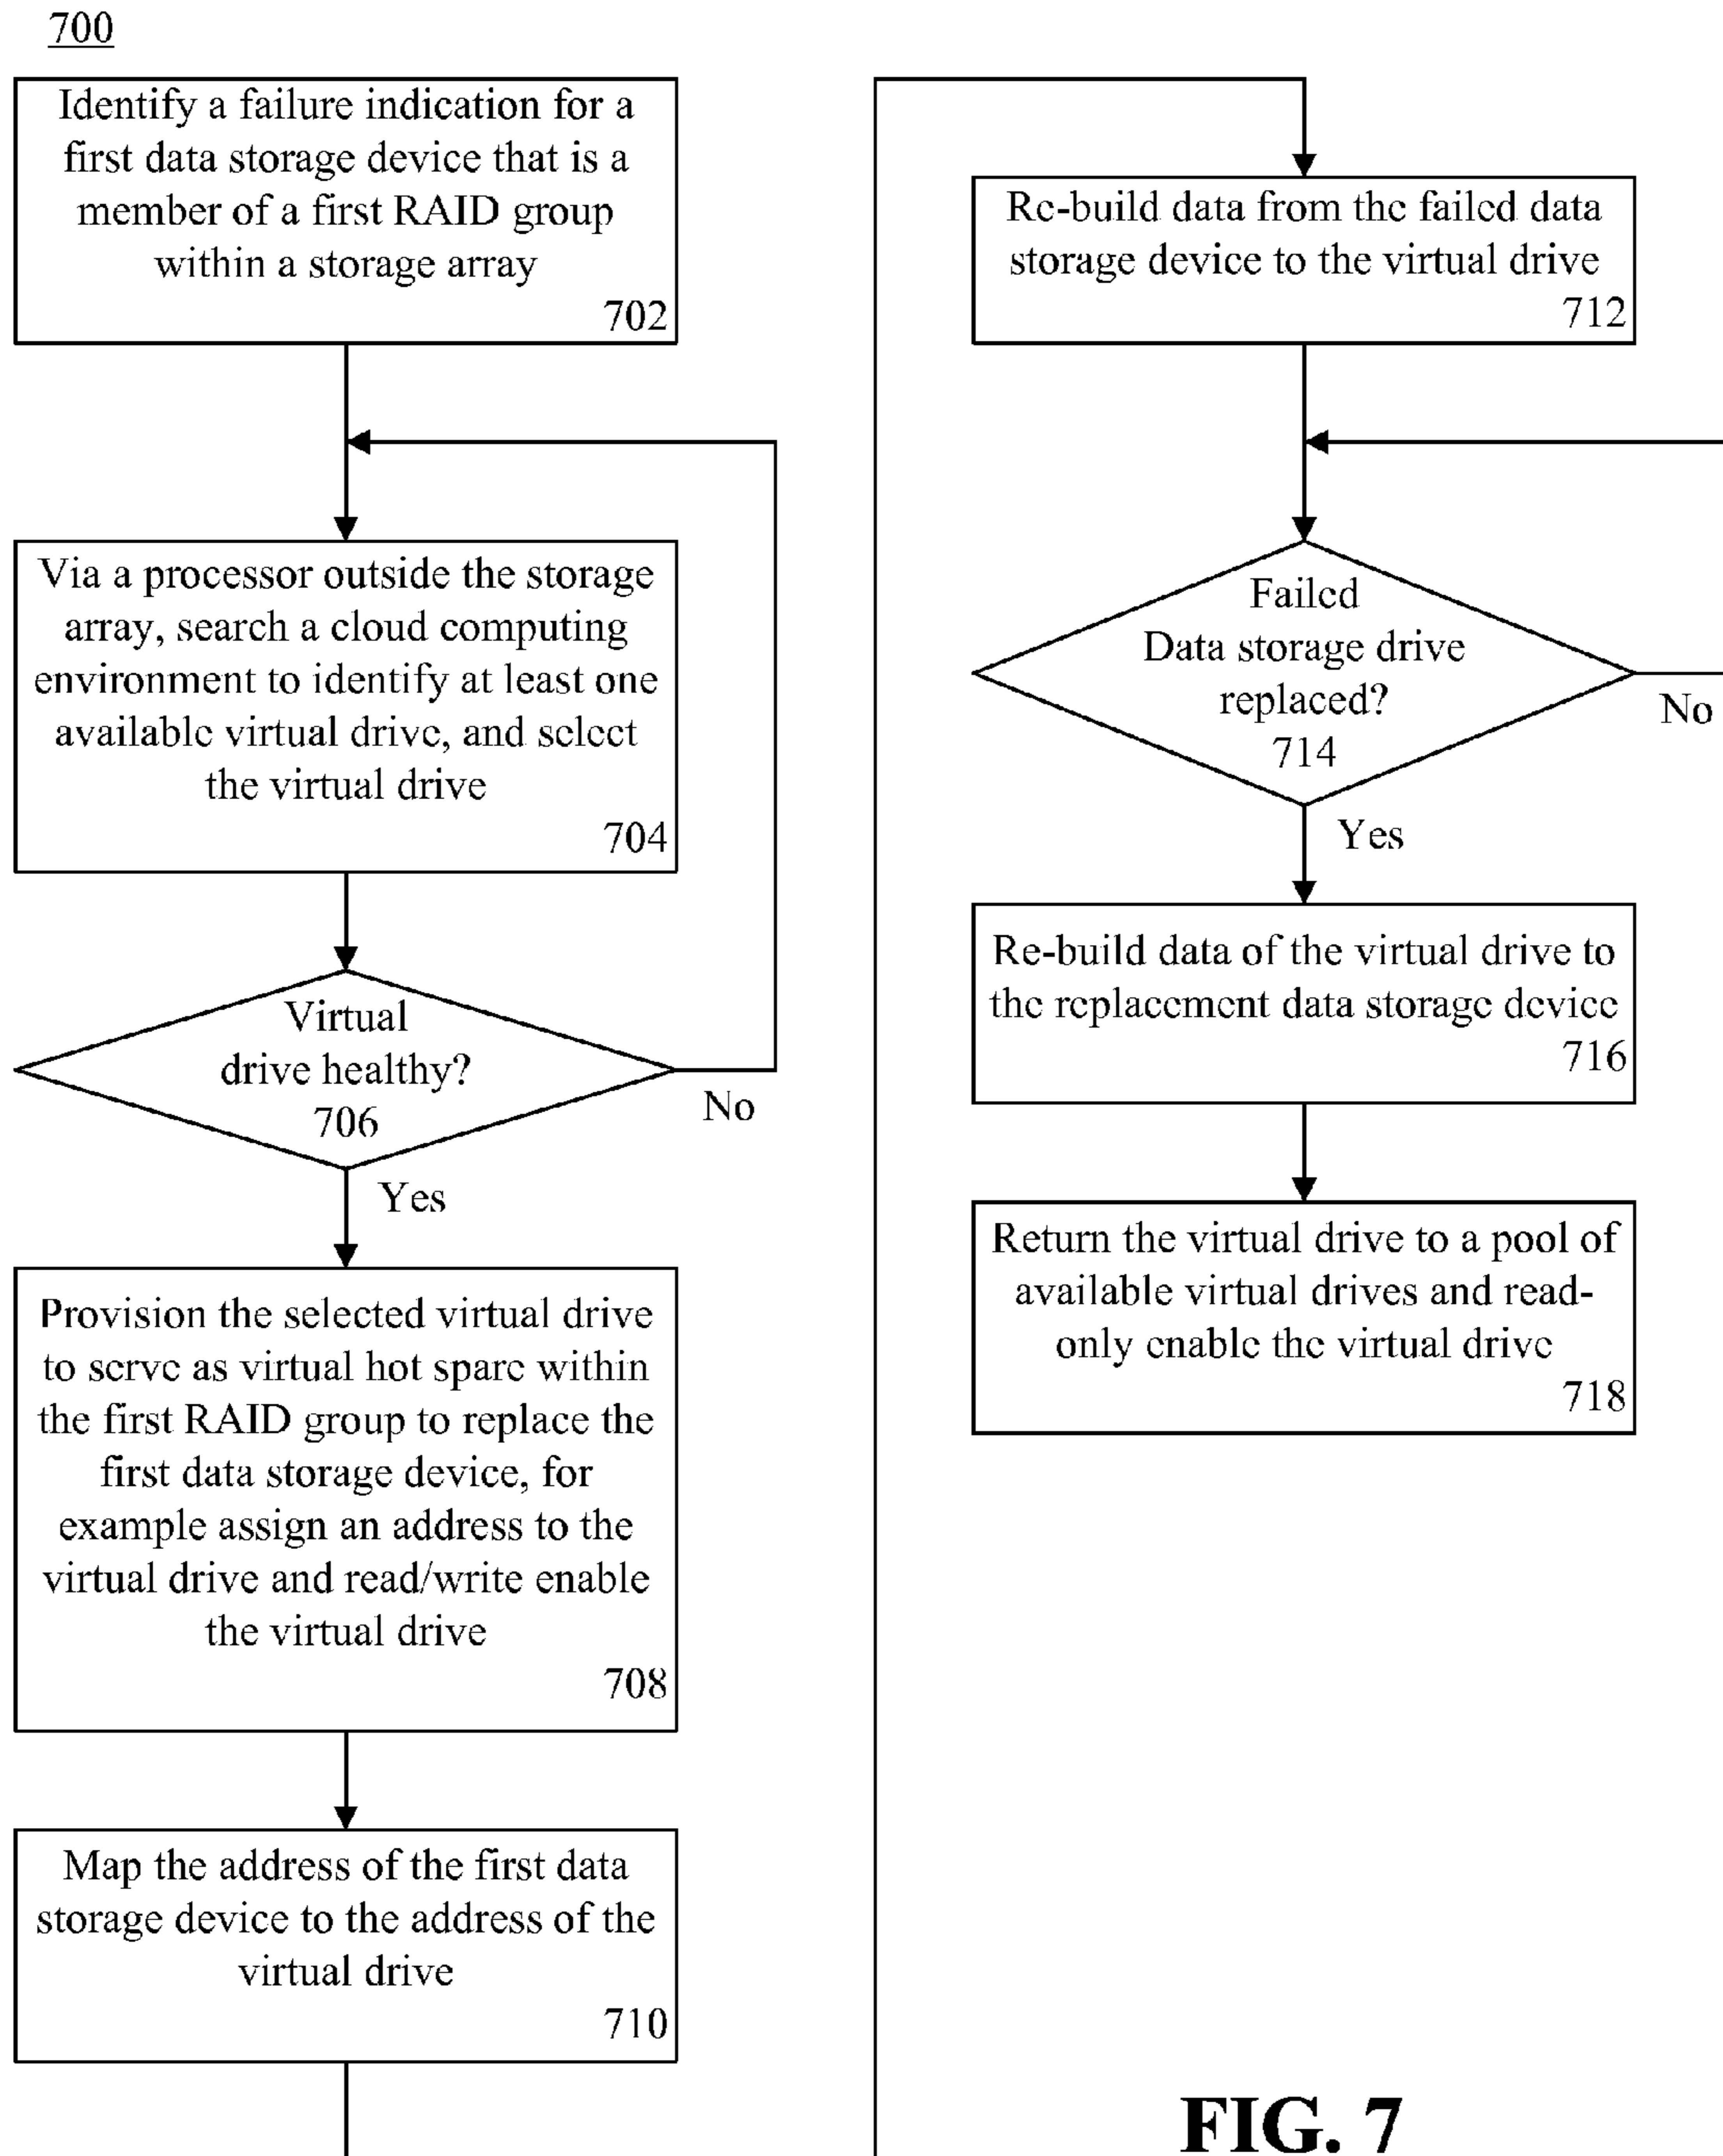 700
Identify a failure indication for a
first data storage device that is a
member of a first RAID group
within a storage array
702
Via a processor outside the storage
array, search a cloud computing
environment to identify at least one
available virtual drive, and select
the virtual drive
704
Virtual
drive healthy?
706
No
Yes
Provision the selected virtual drive
to serve as virtual hot spare within
the first RAID group to replace the
first data storage device, for
example assign an address to the
virtual drive and read/write enable
the virtual drive
708
Map the address of the first data
storage device to the address of the
virtual drive
710
Re-build data from the failed data
storage device to the virtual drive
712
Failed
Data storage drive
replaced?
714
No
Yes
Re-build data of the virtual drive to
the replacement data storage device
716
Return the virtual drive to a pool of
available virtual drives and read-
only enable the virtual drive
718
FIG. 7